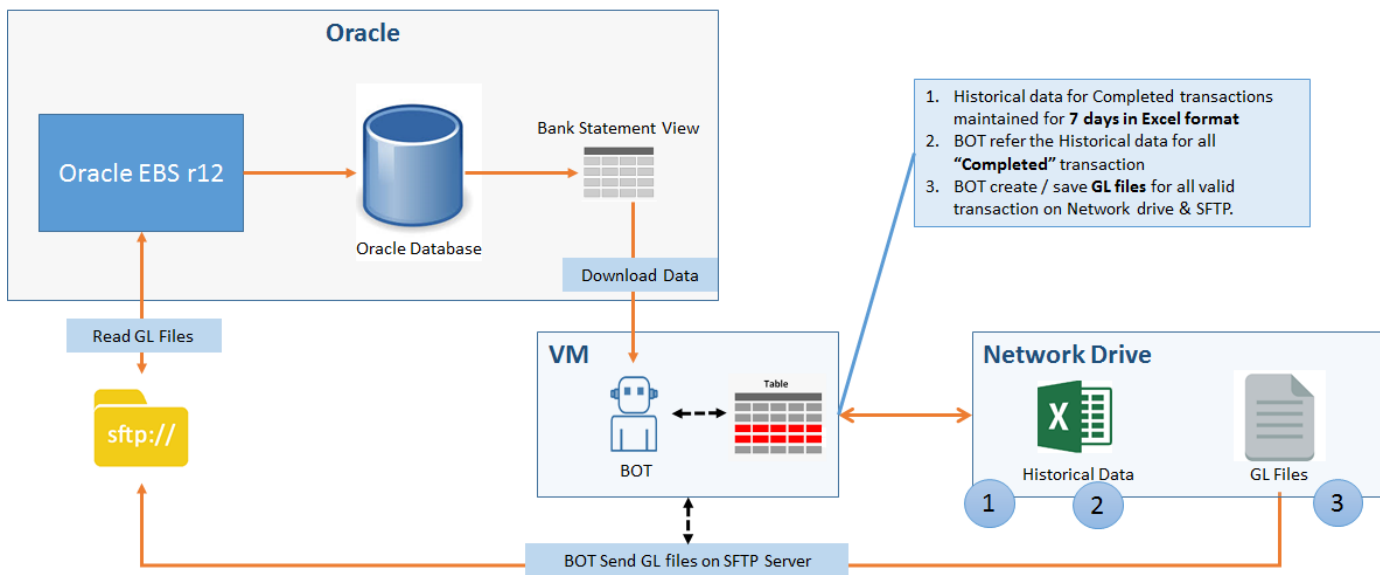 Oracle
Oracle EBS r12
Oracle Database
Bank Statement View
Download Data
Read GL Files
sftp://
1. Historical data for Completed transactions
maintained for 7 days in Excel format
2. BOT refer the Historical data for all
“Completed” transaction
3. BOT create / save GL files for all valid
transaction on Network drive & SFTP.
VM
BOT
Table
Network Drive
X
Historical Data
GL Files
1
2
3
BOT Send GL files on SFTP Server